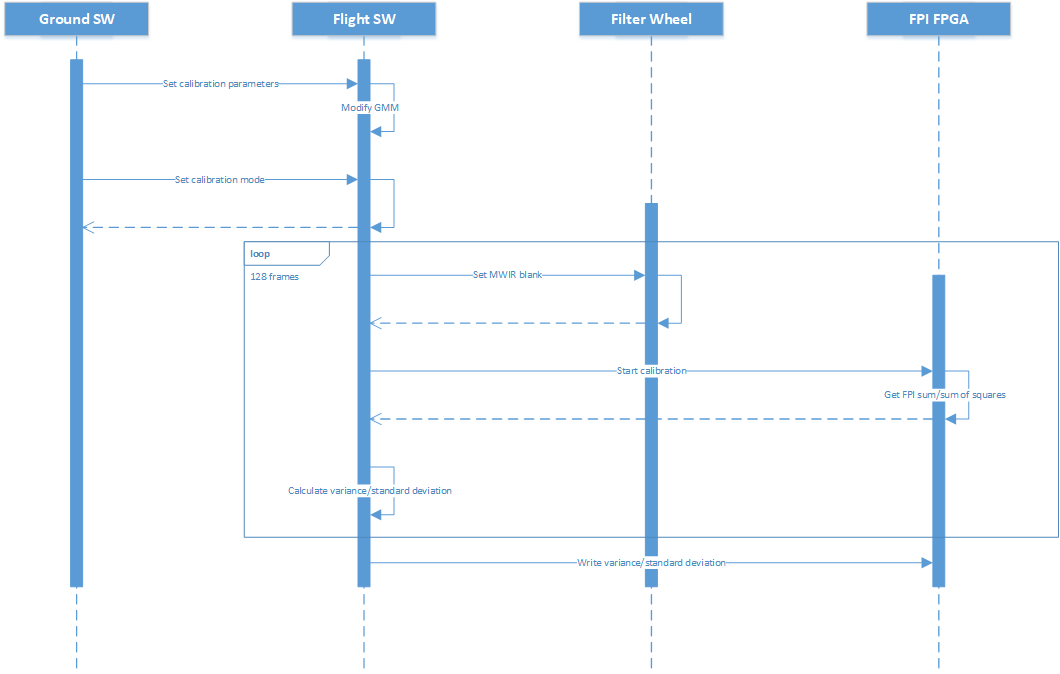 Ground SW
Flight SW
Filter Wheel
FPI FPGA
Set calibration parameters
Modify GMM
Set calibration mode
loop
128 frames
Set MWIR blank
Start calibration
Get FPI sum/sum of squares
Calculate variance/standard deviation
Write variance/standard deviation